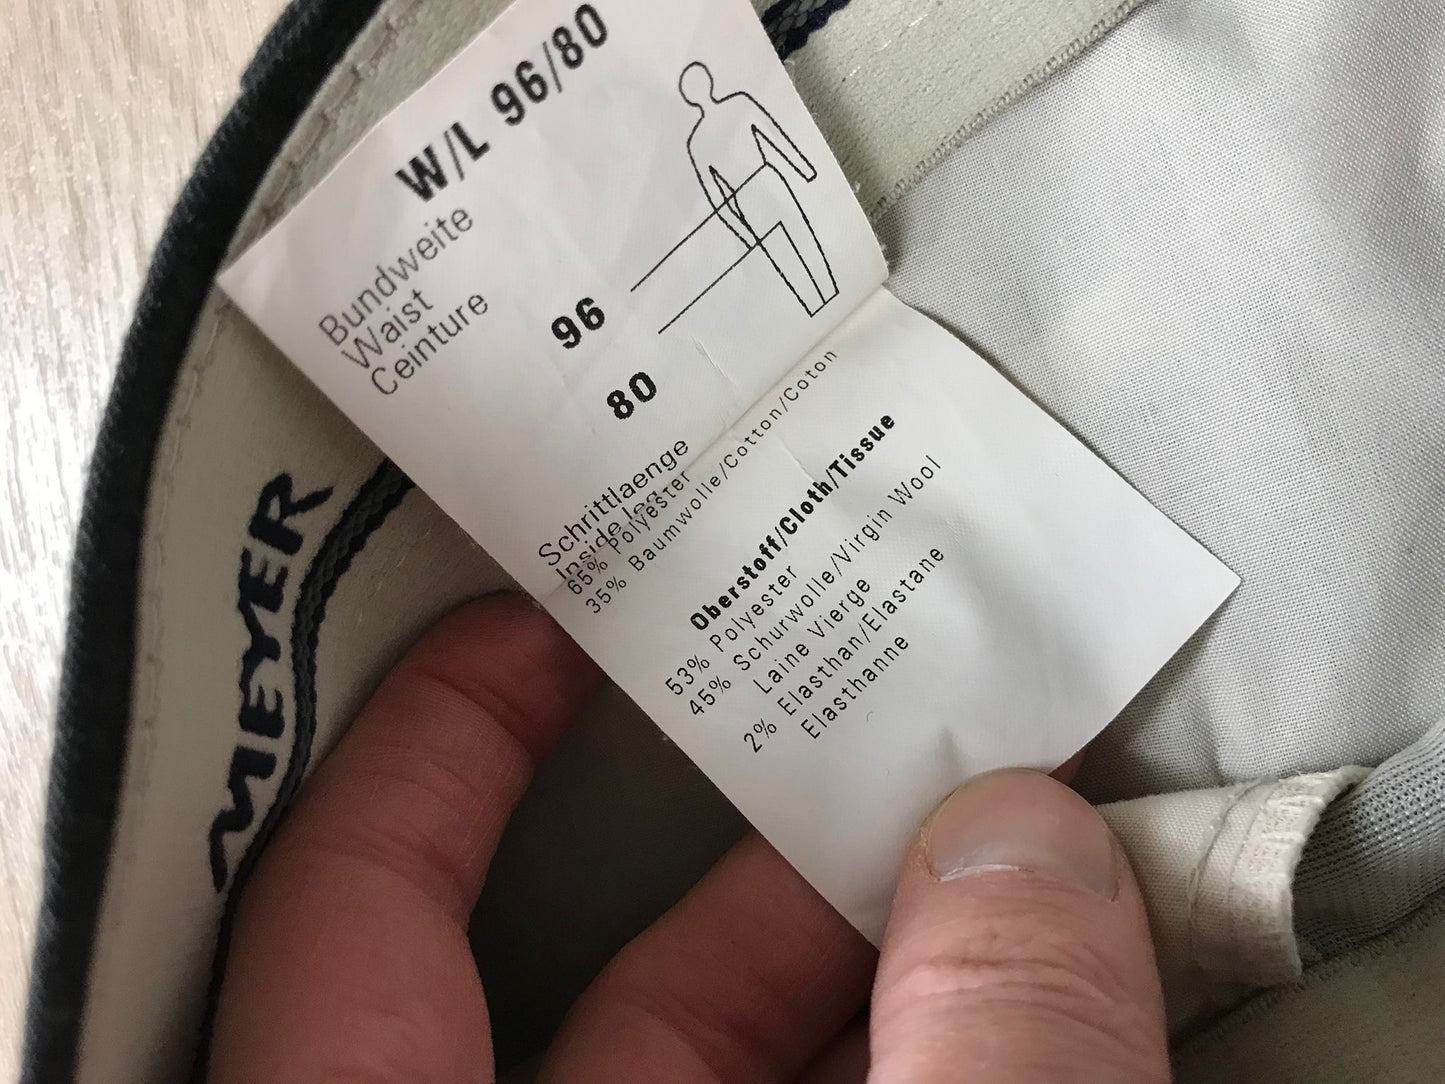 W/L 96/80
Bundweite
Waist
Ceinture
96
80
Schrittlaenge
Inside
65% Polyester
35% Baumwolle/Cotton/Coton
Oberstoff/Cloth/Tissue
53% Polyester
45% Schurwolle/Virgin Wool
Laine Vierge
2% Elasthan/Elastane
Elasthanne
MEYER